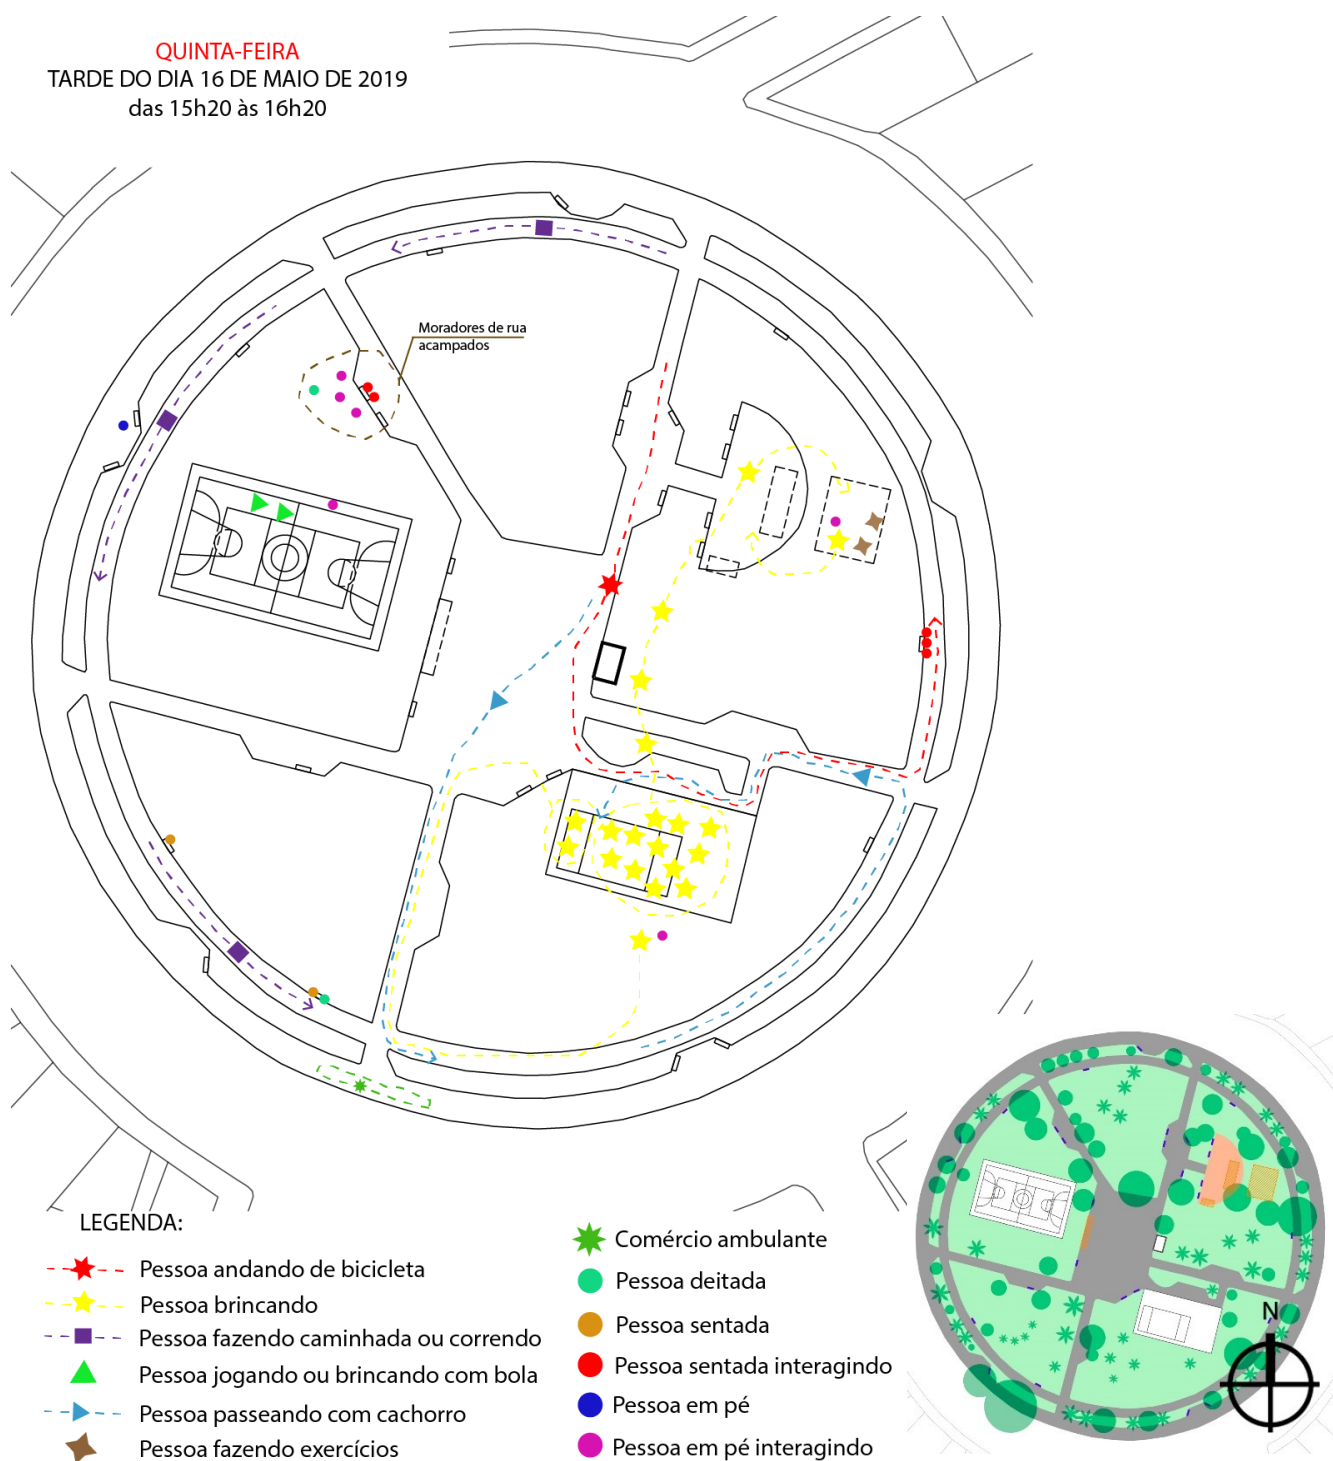 QUINTA-FEIRA
TARDE DO DIA 16 DE MAIO DE 2019
das 15h20 às 16h20
Moradores de rua
acampados
LEGENDA:
Pessoa andando de bicicleta
Pessoa brincando
Pessoa fazendo caminhada ou correndo
Pessoa jogando ou brincando com bola
Pessoa passeando com cachorro
Pessoa fazendo exercícios
Comércio ambulante
Pessoa deitada
Pessoa sentada
Pessoa sentada interagindo
Pessoa em pé
Pessoa em pé interagindo
N